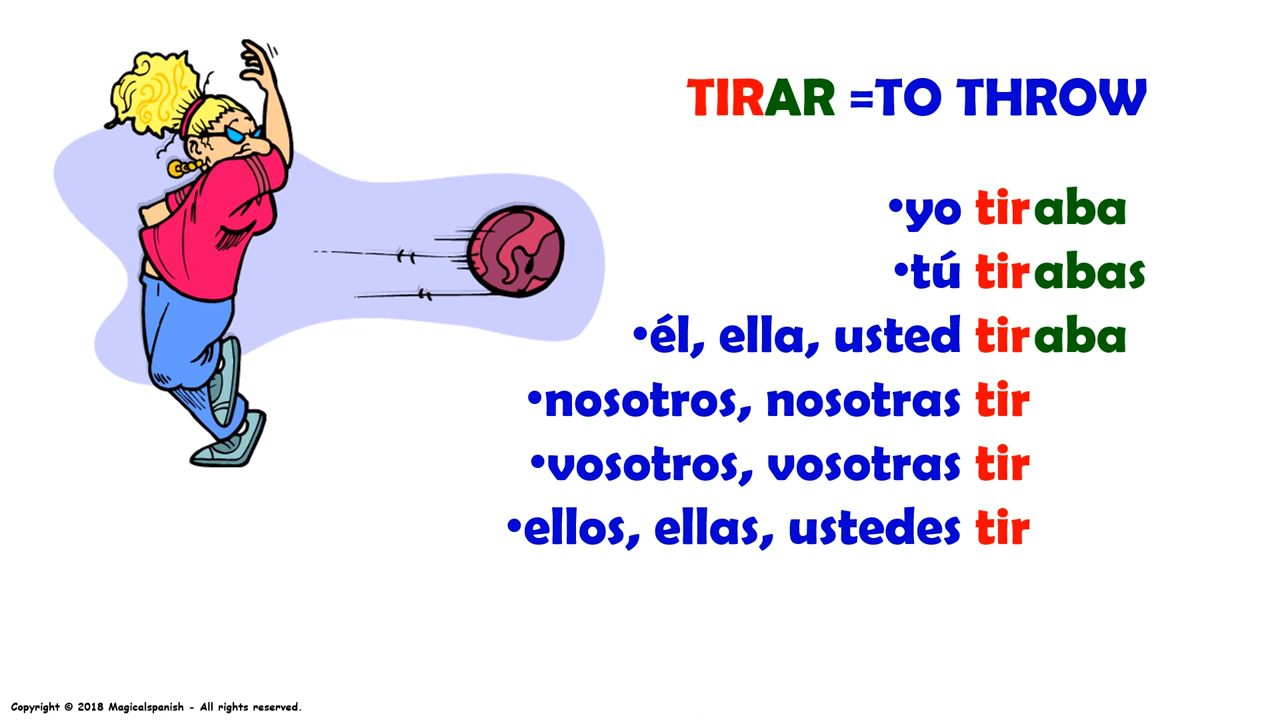 TIRAR =TO THROW
•yo tiraba
•tú tirabas
•él, ella, usted tiraba
•nosotros, nosotras tir
•vosotros, vosotras tir
•ellos, ellas, ustedes tir
Copyright © 2018 Magicalspanish - All rights reserved.